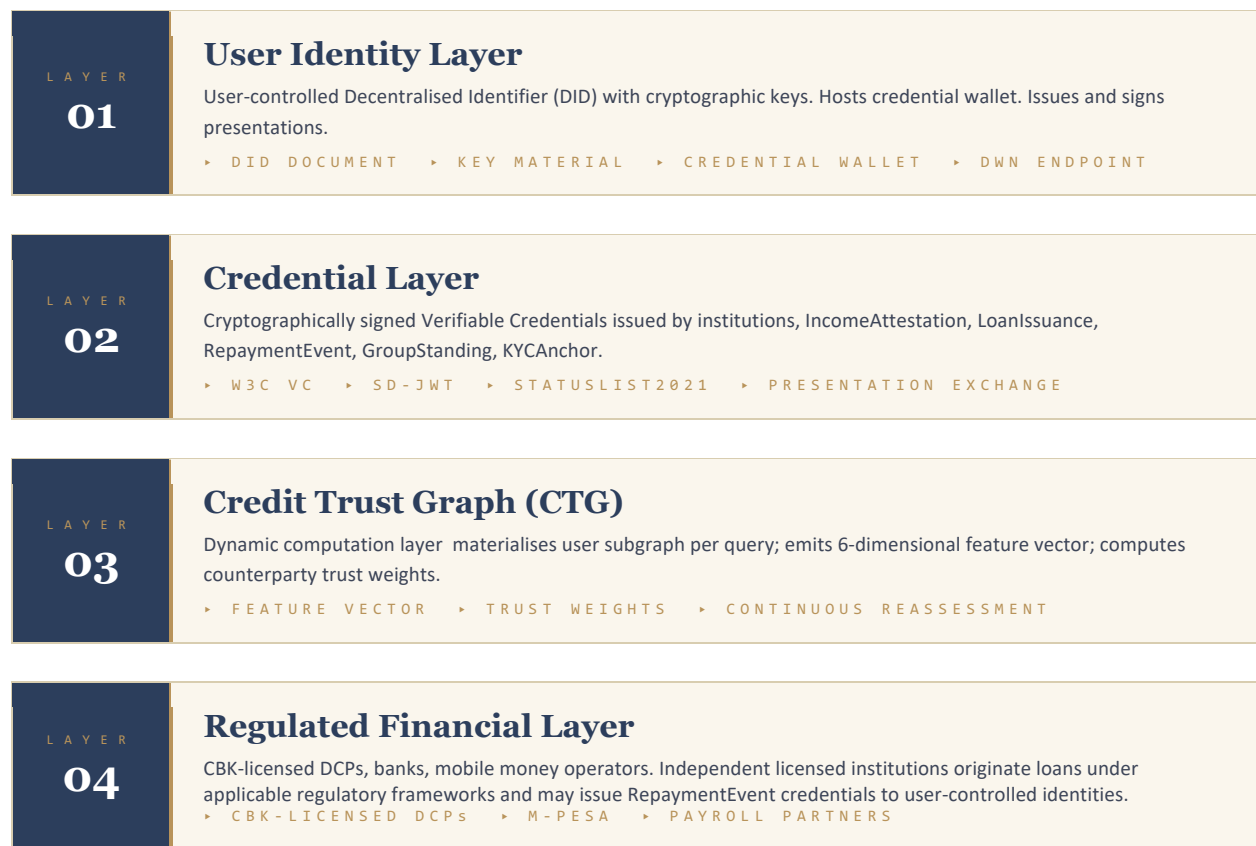 LAYER
01
User Identity Layer
User-controlled Decentralised Identifier (DID) with cryptographic keys. Hosts credential wallet. Issues and signs
presentations.
▸ DID DOCUMENT ▸ KEY MATERIAL ▸ CREDENTIAL WALLET ▸ DWN ENDPOINT
LAYER
02
Credential Layer
Cryptographically signed Verifiable Credentials issued by institutions, IncomeAttestation, LoanIssuance,
RepaymentEvent, GroupStanding, KYCAnchor.
▸ W3C VC ▸ SD-JWT ▸ STATUSLIST2021 ▸ PRESENTATION EXCHANGE
LAYER
03
Credit Trust Graph (CTG)
Dynamic computation layer  materialises user subgraph per query; emits 6-dimensional feature vector; computes
counterparty trust weights.
▸ FEATURE VECTOR ▸ TRUST WEIGHTS ▸ CONTINUOUS REASSESSMENT
LAYER
04
Regulated Financial Layer
CBK-licensed DCPs, banks, mobile money operators. Independent licensed institutions originate loans under
applicable regulatory frameworks and may issue RepaymentEvent credentials to user-controlled identities.
▸ CBK-LICENSED DCPs ▸ M-PESA ▸ PAYROLL PARTNERS